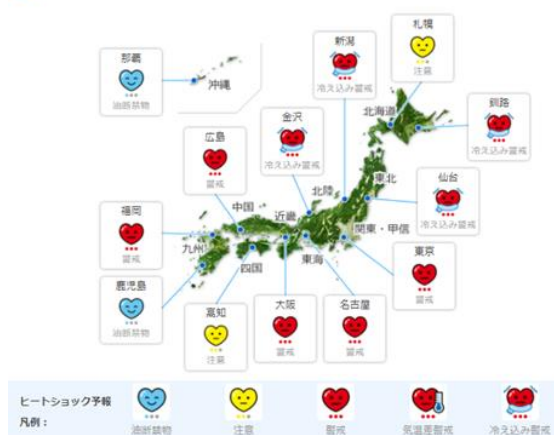 札幌
注意
新潟
冷え込み警戒
那覇
油断禁物
沖縄
北海道
釧路
冷え込み警戒
金沢
冷え込み警戒
広島
警戒
仙台
冷え込み警戒
東北
北陸
中国
近畿
福岡
警戒
関東・甲信
九州
東海
四国
東京
警戒
鹿児島
油断禁物
高知
注意
大阪
警戒
名古屋
警戒
ヒートショック予報
凡例：
油断禁物
注意
警戒
気温差警戒
冷え込み警戒